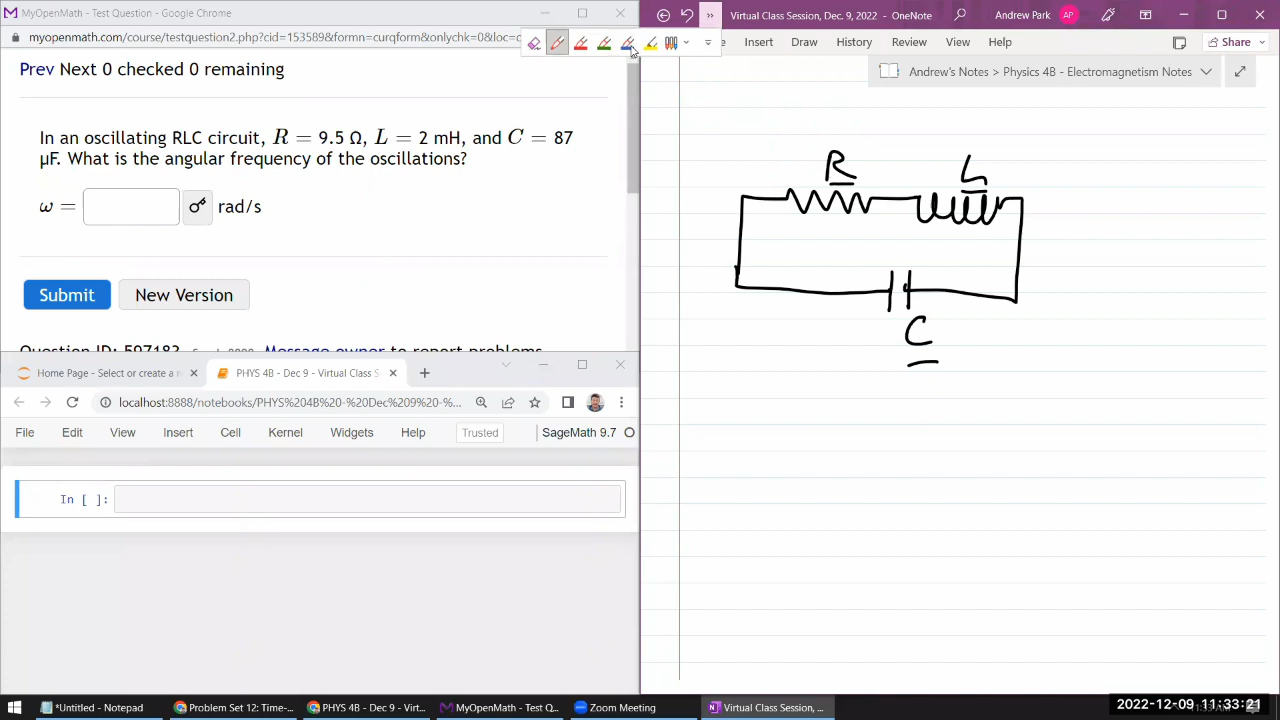 MyOpenMath - Test Question - Google Chrome
myopenmath.com/course/testquestion2.php?cid=153589&formn=curqform&onlychk=0&loc=c
Prev Next 0 checked 0 remaining
In an oscillating RLC circuit, R = 9.5 Ω, L = 2 mH, and C = 87
μF. What is the angular frequency of the oscillations?
ω = rad/s
Submit New Version
Message owner to report problems
Home Page - Select or create a n
PHYS 4B - Dec 9 - Virtual Class S
localhost:8888/notebooks/PHYS%204B%20-%20Dec%209%20-%...
File Edit View Insert Cell Kernel Widgets Help Trusted SageMath 9.7
In [ ]:
Virtual Class Session, Dec. 9, 2022 - OneNote
Andrew Park AP
Insert Draw History Review View Help Share
Andrew's Notes > Physics 4B - Electromagnetism Notes
R
L
C
*Untitled - Notepad
Problem Set 12: Time-...
PHYS 4B - Dec 9 - Virt...
MyOpenMath - Test Q...
Zoom Meeting
Virtual Class Session,...
2022-12-09 11:33:21